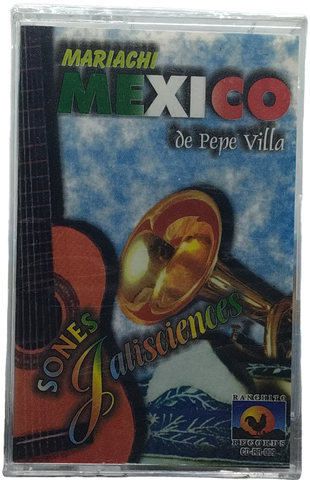 MARIACHI
MEXICO
de Pepe Villa
SONES
Jalisciences
RANCHITO
RECORDS